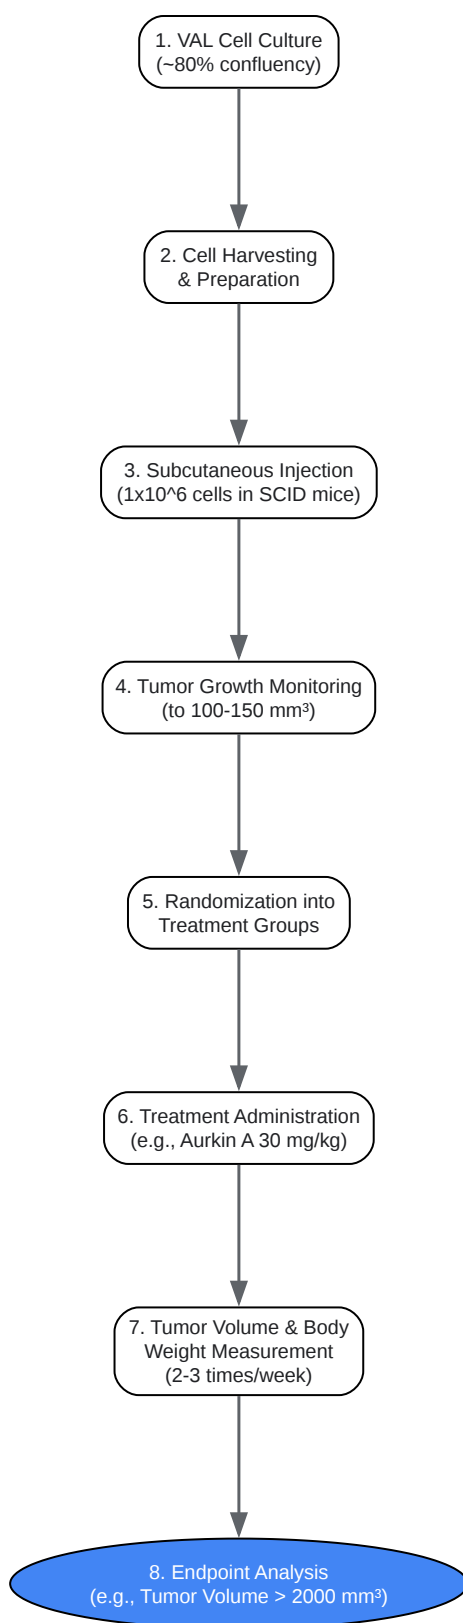 1. VAL Cell Culture
(~80% confluency)
2. Cell Harvesting
& Preparation
3. Subcutaneous Injection
(1x10^6 cells in SCID mice)
4. Tumor Growth Monitoring
(to 100-150 mm³)
5. Randomization into
Treatment Groups
6. Treatment Administration
(e.g., Aurkin A 30 mg/kg)
7. Tumor Volume & Body
Weight Measurement
(2-3 times/week)
8. Endpoint Analysis
(e.g., Tumor Volume > 2000 mm³)